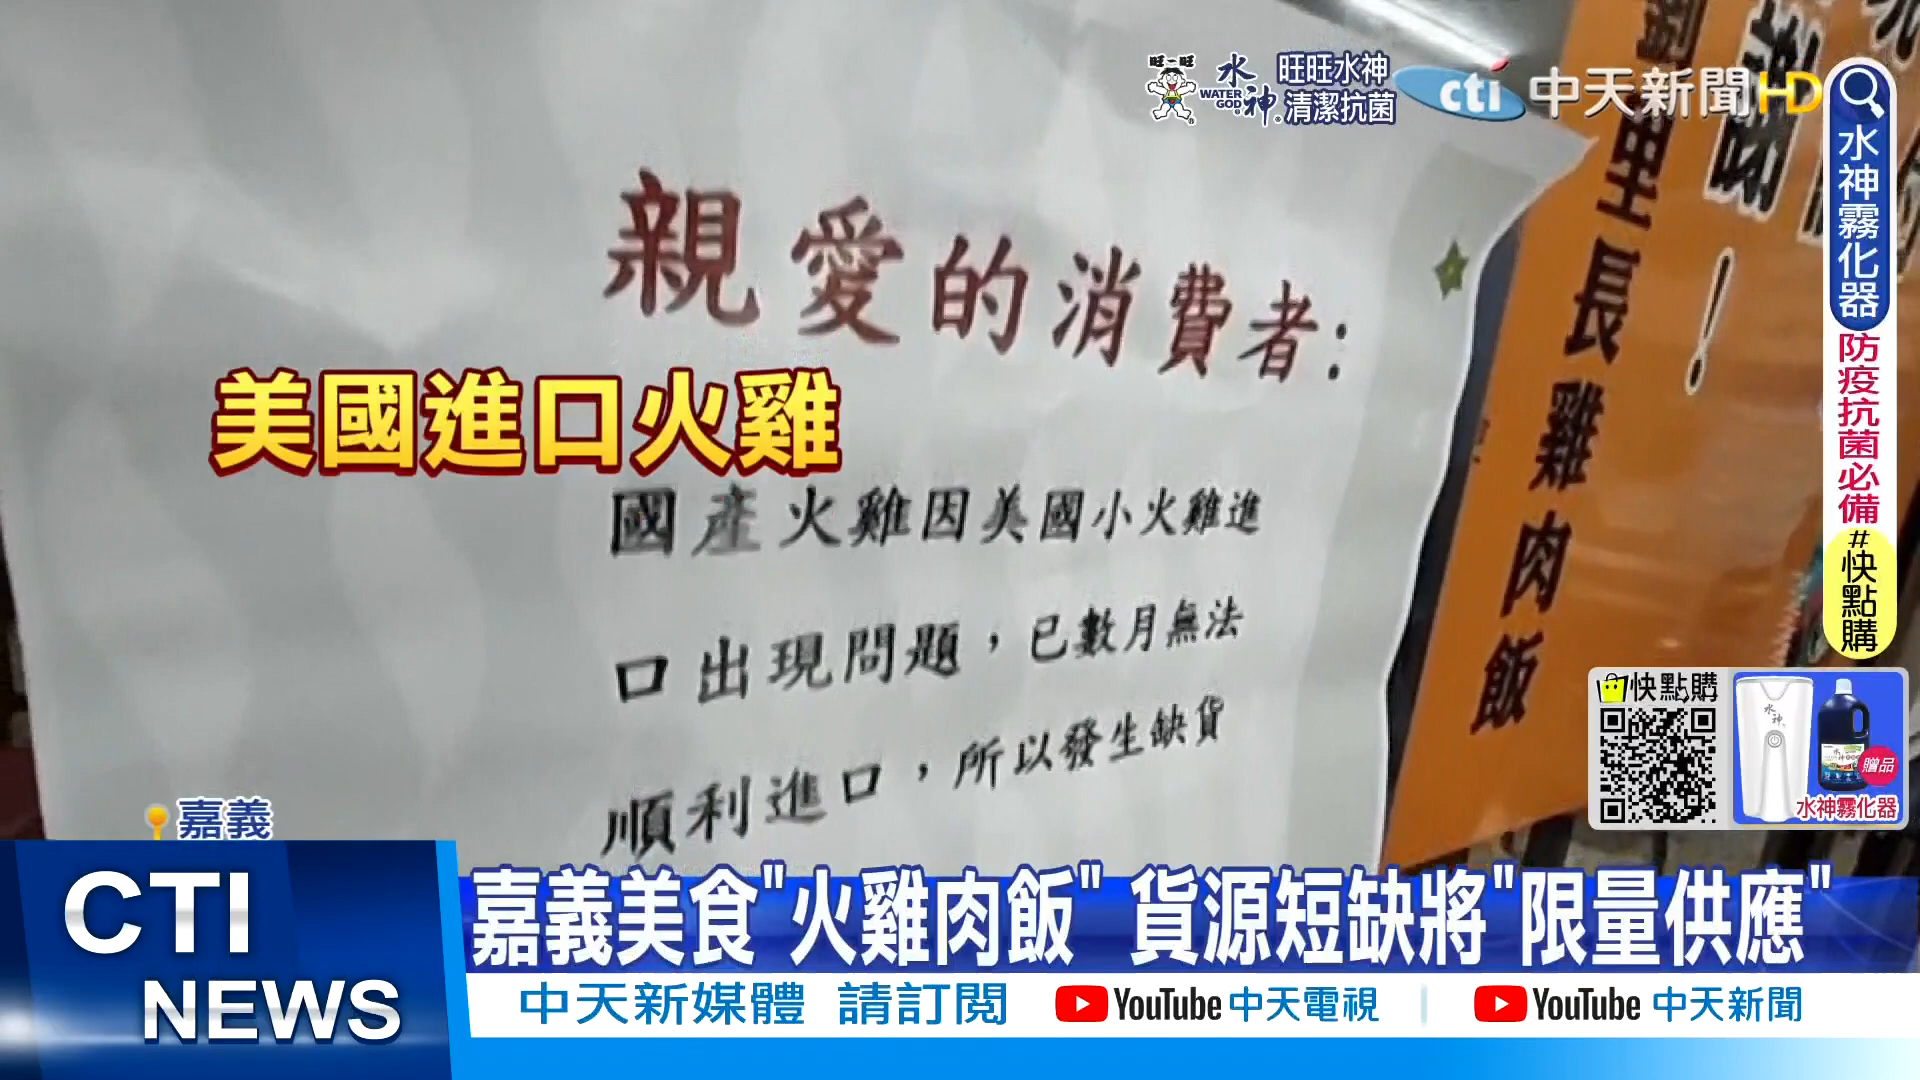 旺一旺
水神
WATER GOD
旺旺水神
清潔抗菌
cti 中天新聞HD
親愛的消費者:
美國進口火雞
國產火雞因美國小火雞進
口出現問題，已數月無法
順利進口，所以發生缺貨
劉里長雞肉飯
謝!
水神霧化器
防疫抗菌必備
#快點購
快點購
水神
贈品
水神霧化器
嘉義
CTI NEWS
嘉義美食"火雞肉飯" 貨源短缺將"限量供應"
中天新媒體 請訂閱 YouTube 中天電視 | YouTube 中天新聞